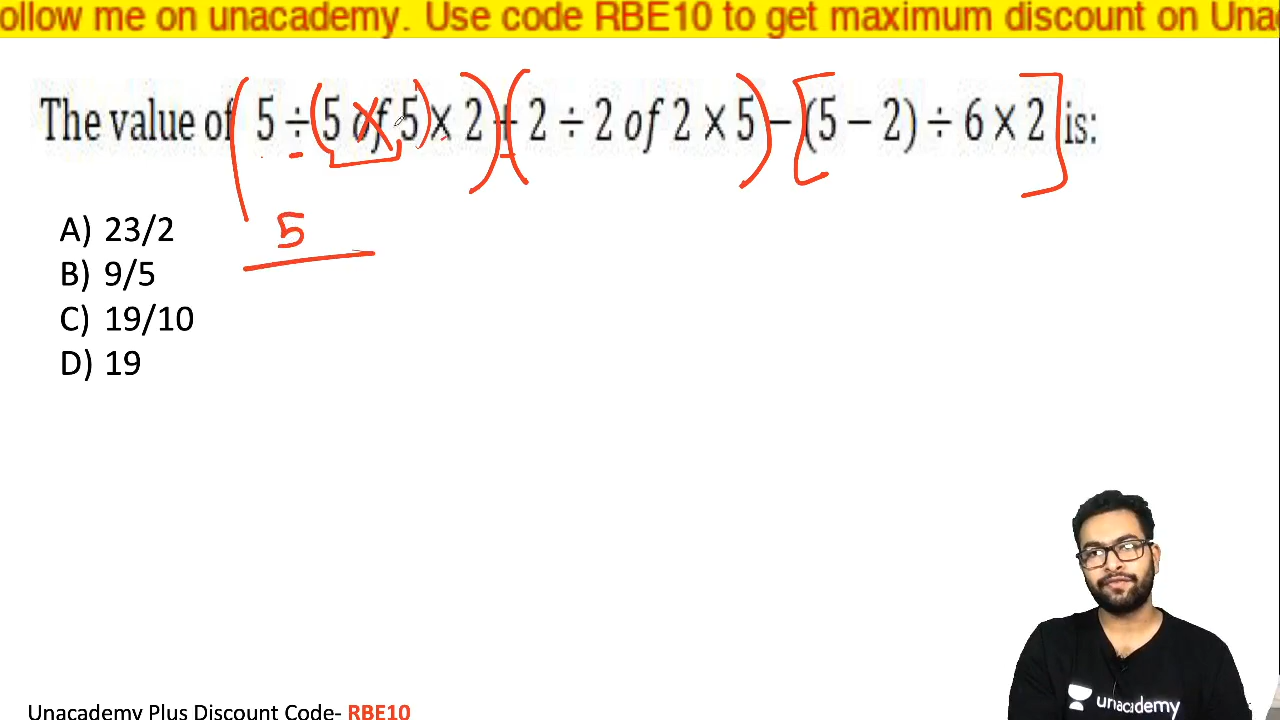 ollow me on unacademy. Use code RBE10 to get maximum discount on Una
The value of 5 ÷ (5 of 5) × 2 + 2 ÷ 2 of 2 × 5 − (5 − 2) ÷ 6 × 2 is:
5
A) 23/2
B) 9/5
C) 19/10
D) 19
unacademy
Unacademy Plus Discount Code- RBE10